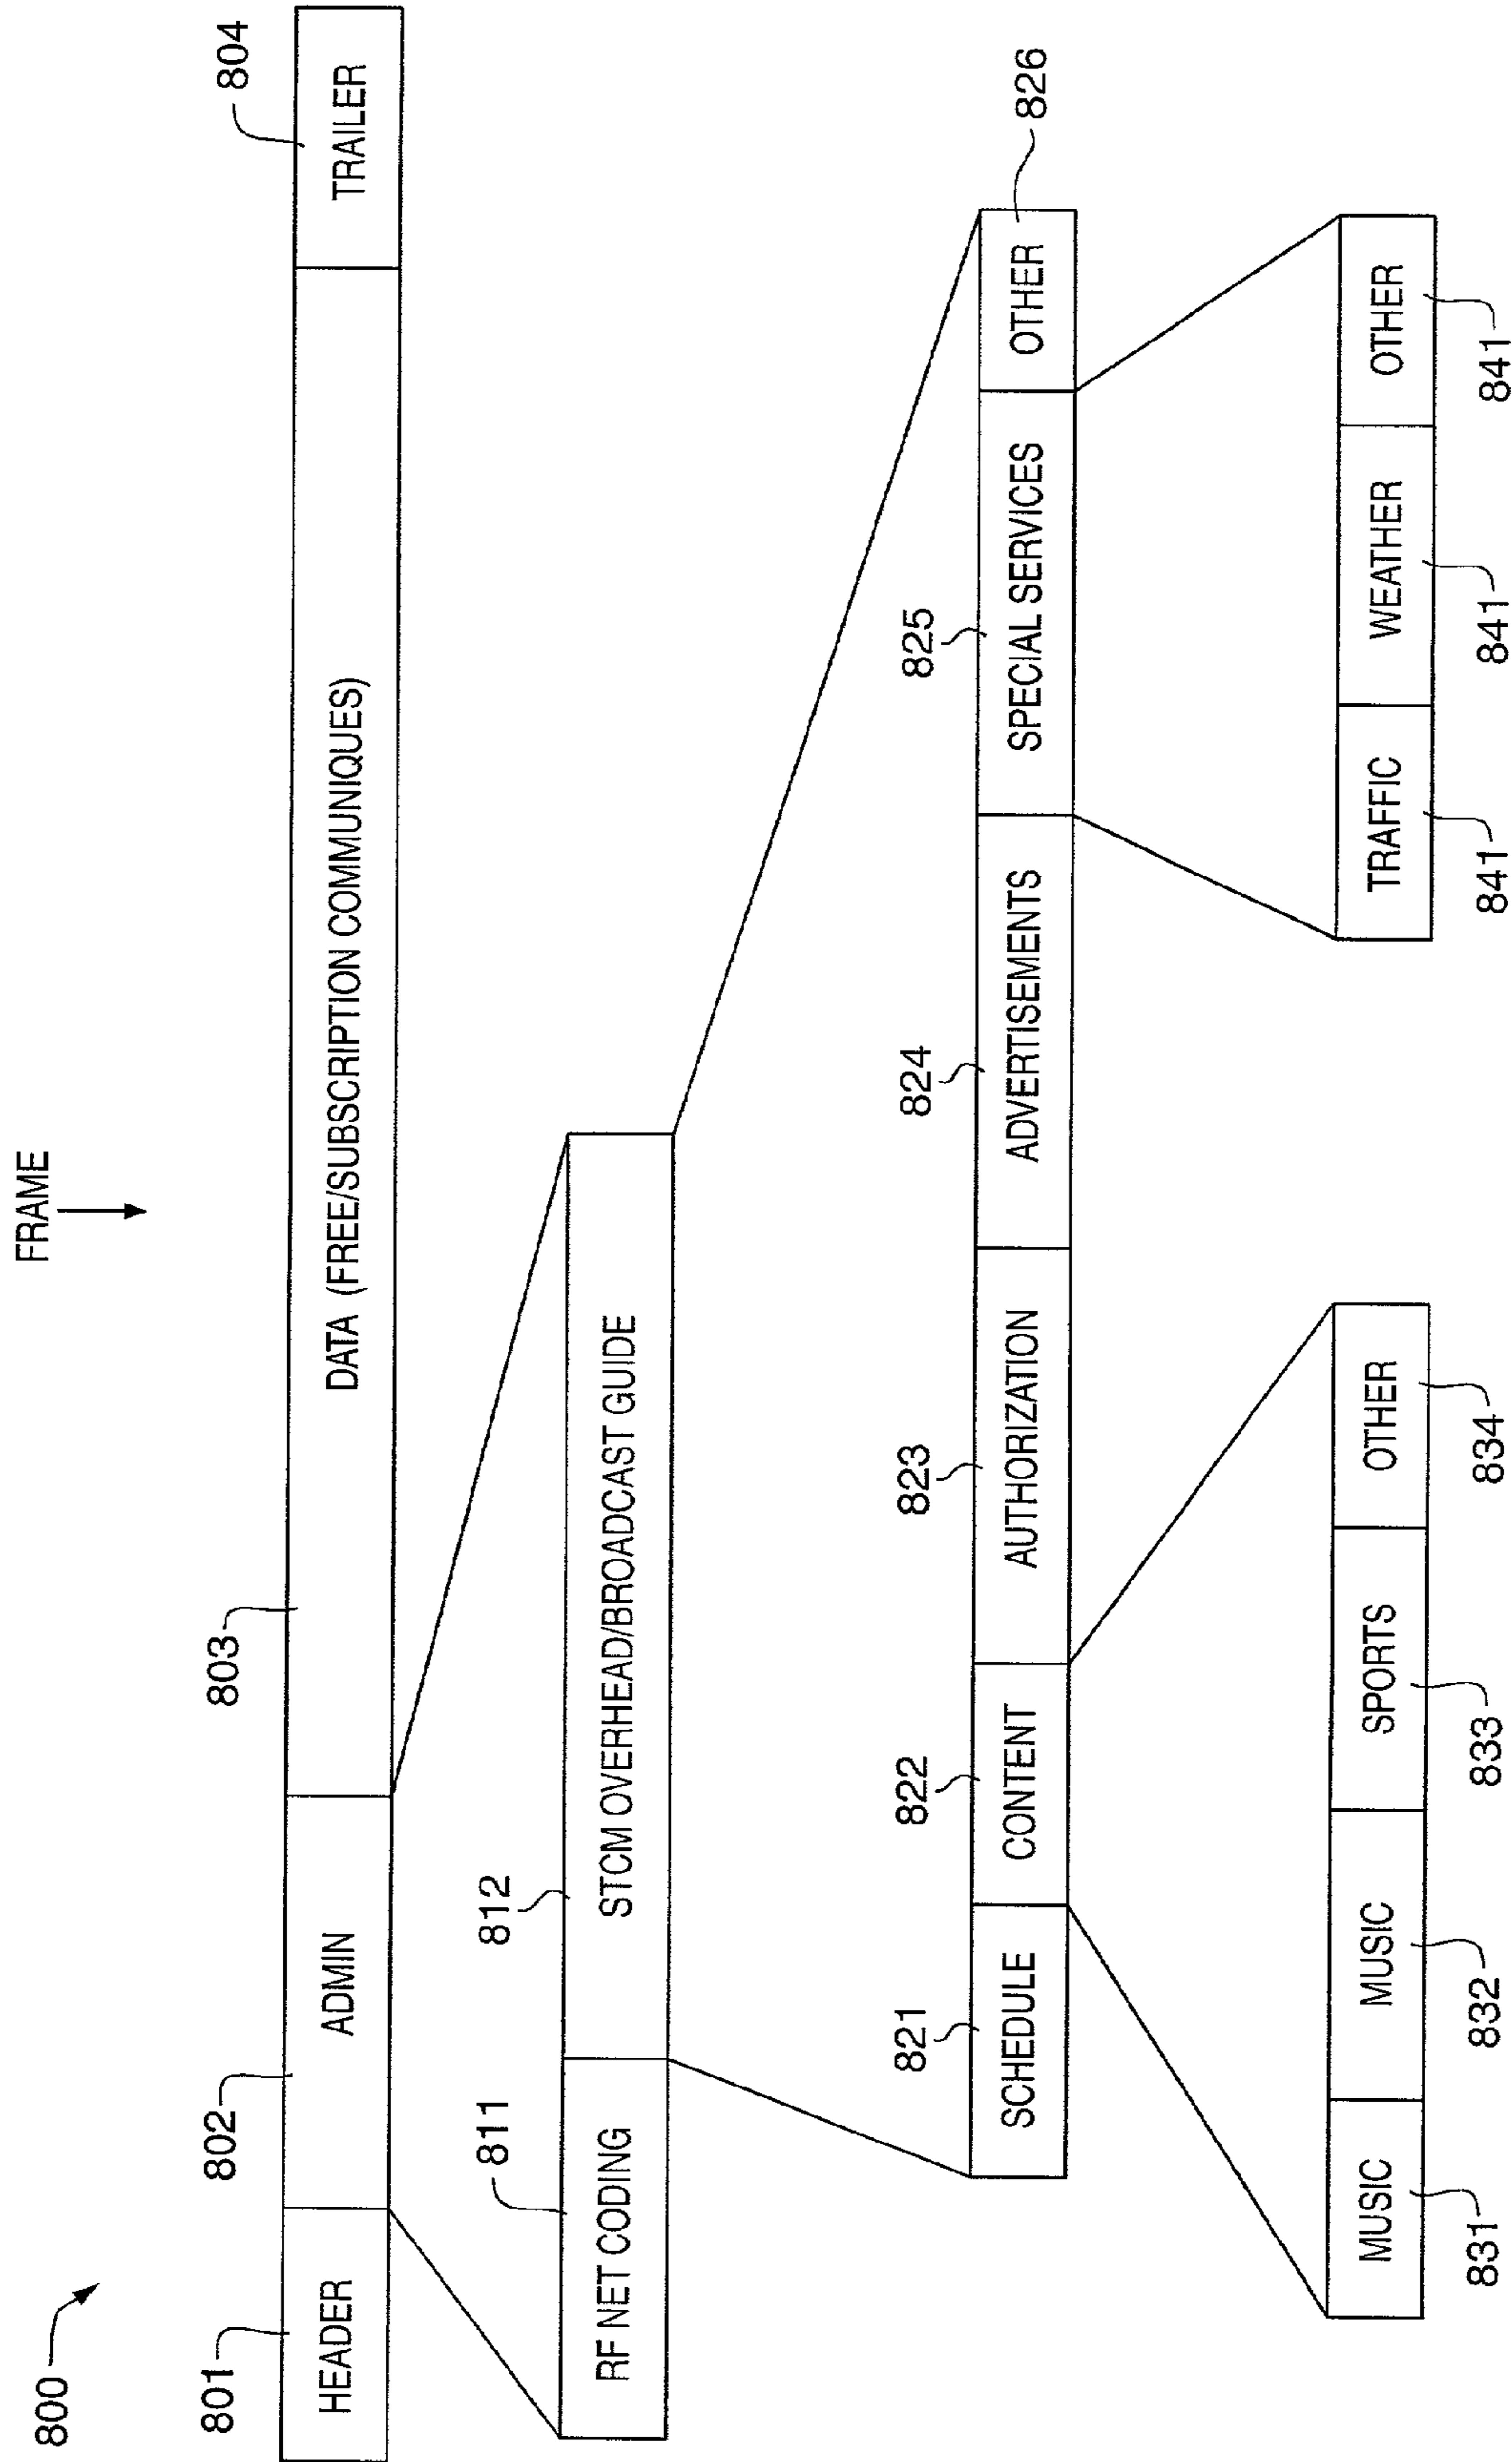 800
FRAME
801
802
803
804
HEADER
ADMIN
DATA (FREE/SUBSCRIPTION COMMUNIQUES)
TRAILER
811
812
RF NET CODING
STCM OVERHEAD/BROADCAST GUIDE
821
822
823
824
825
826
SCHEDULE
CONTENT
AUTHORIZATION
ADVERTISEMENTS
SPECIAL SERVICES
OTHER
MUSIC
MUSIC
SPORTS
OTHER
TRAFFIC
WEATHER
OTHER
831
832
833
834
841
841
841